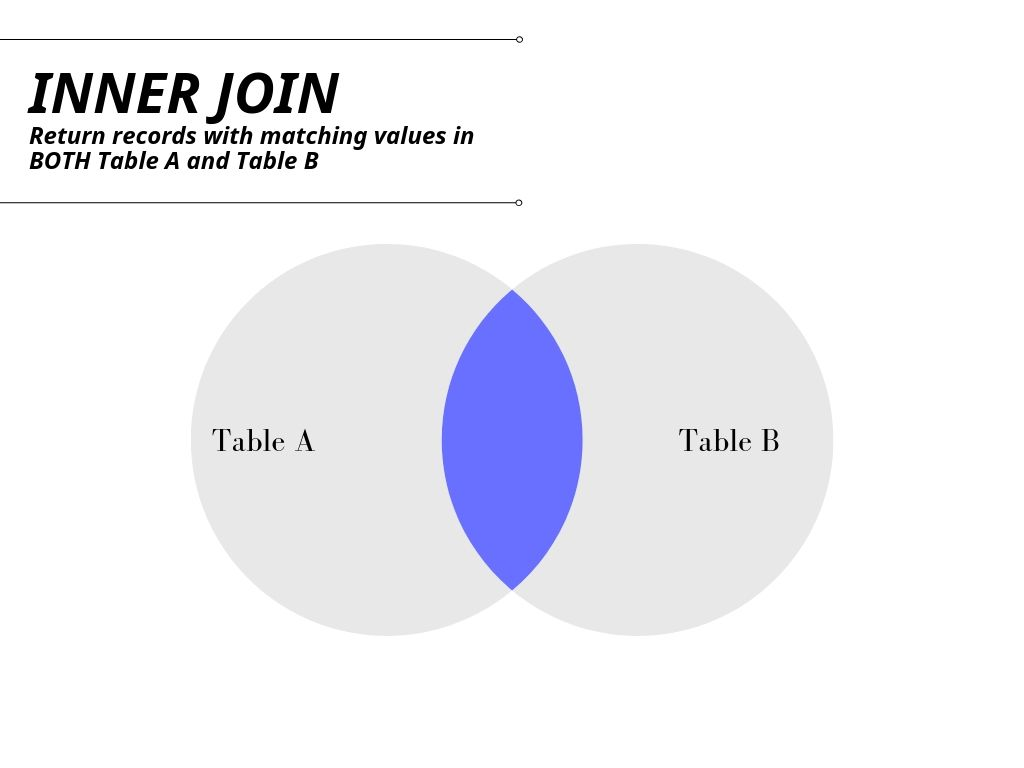 INNER JOIN
Return records with matching values in
BOTH Table A and Table B
Table A
Table B